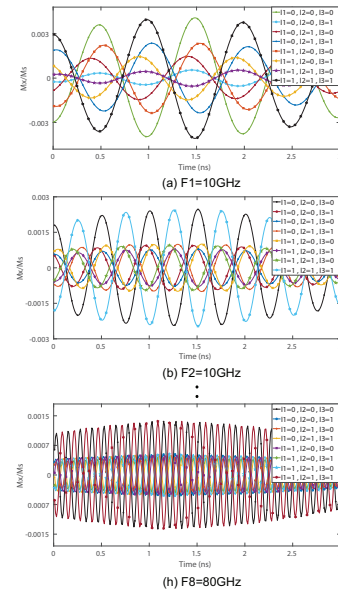 0.003
0
-0.003
Mx/Ms
I1=0, I2=0, I3=0
I1=0, I2=0, I3=1
I1=0, I2=1, I3=0
I1=0, I2=1, I3=1
I1=1, I2=0, I3=0
I1=1, I2=0, I3=1
I1=1, I2=1, I3=0
I1=1, I2=1, I3=1
0 0.5 1 1.5 2 2.5
Time (ns)
(a) F1=10GHz
0.003
0.0015
0
-0.0015
-0.003
Mx/Ms
I1=0, I2=0, I3=0
I1=0, I2=0, I3=1
I1=0, I2=1, I3=0
I1=0, I2=1, I3=1
I1=1, I2=0, I3=0
I1=1, I2=0, I3=1
I1=1, I2=1, I3=0
I1=1, I2=1, I3=1
0 0.5 1 1.5 2 2.5
Time (ns)
(b) F2=10GHz
0.0015
0.0007
0
0.0007
-0.0015
Mx/Ms
I1=0, I2=0, I3=0
I1=0, I2=0, I3=1
I1=0, I2=1, I3=0
I1=0, I2=1, I3=1
I1=1, I2=0, I3=0
I1=1, I2=0, I3=1
I1=1, I2=1, I3=0
I1=1, I2=1, I3=1
0 0.5 1 1.5 2 2.5
Time (ns)
(h) F8=80GHz